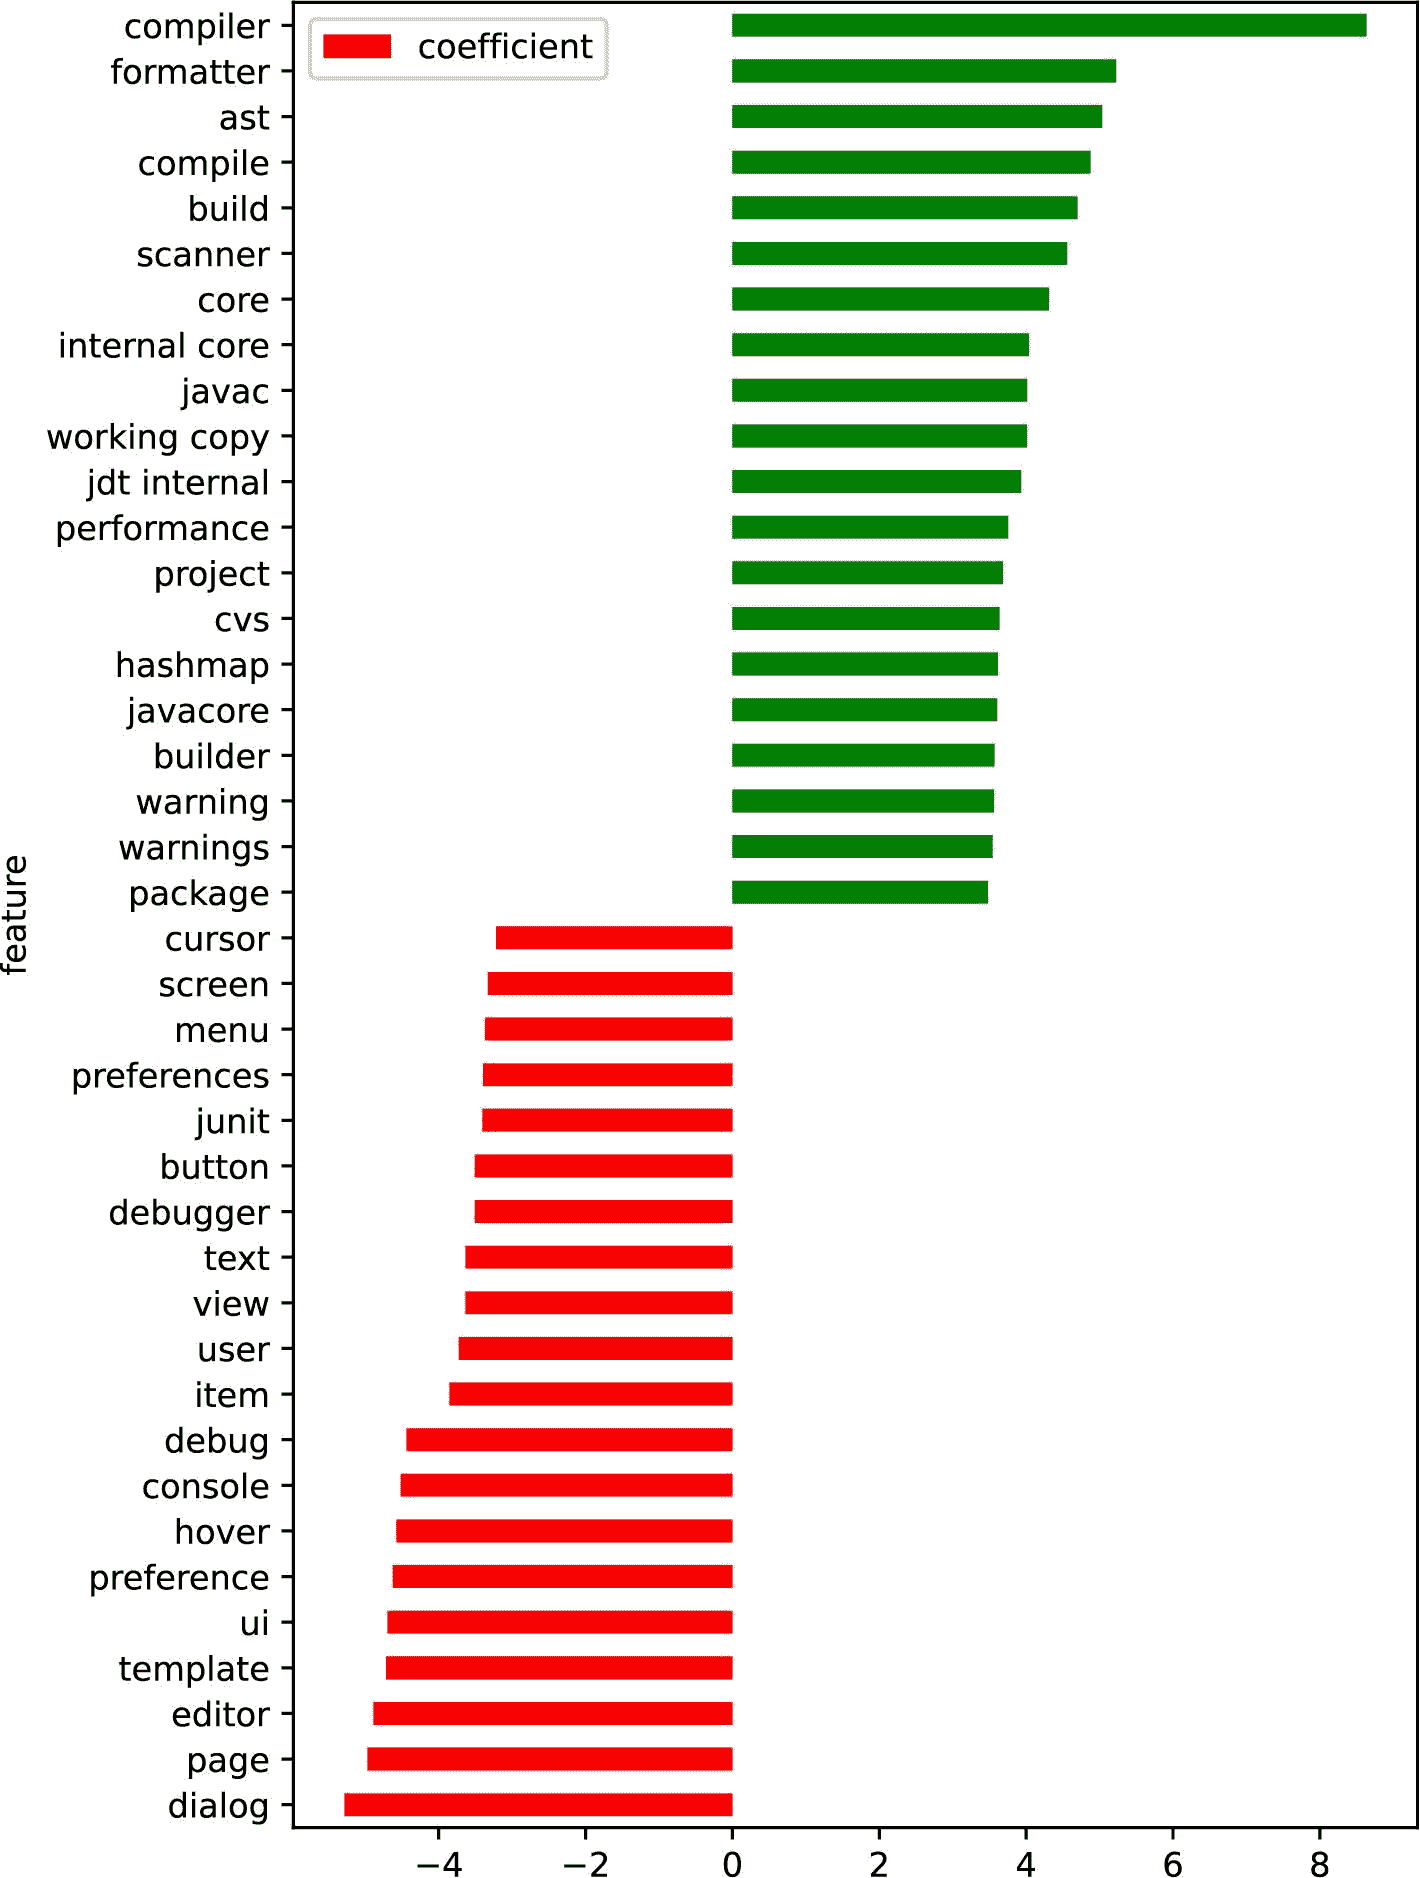 coefficient
compiler
formatter
ast
compile
build
scanner
core
internal core
javac
working copy
jdt internal
performance
project
cvs
hashmap
javacore
builder
warning
warnings
package
cursor
screen
menu
preferences
junit
button
debugger
text
view
user
item
debug
console
hover
preference
ui
template
editor
page
dialog
feature
−4 −2 0 2 4 6 8